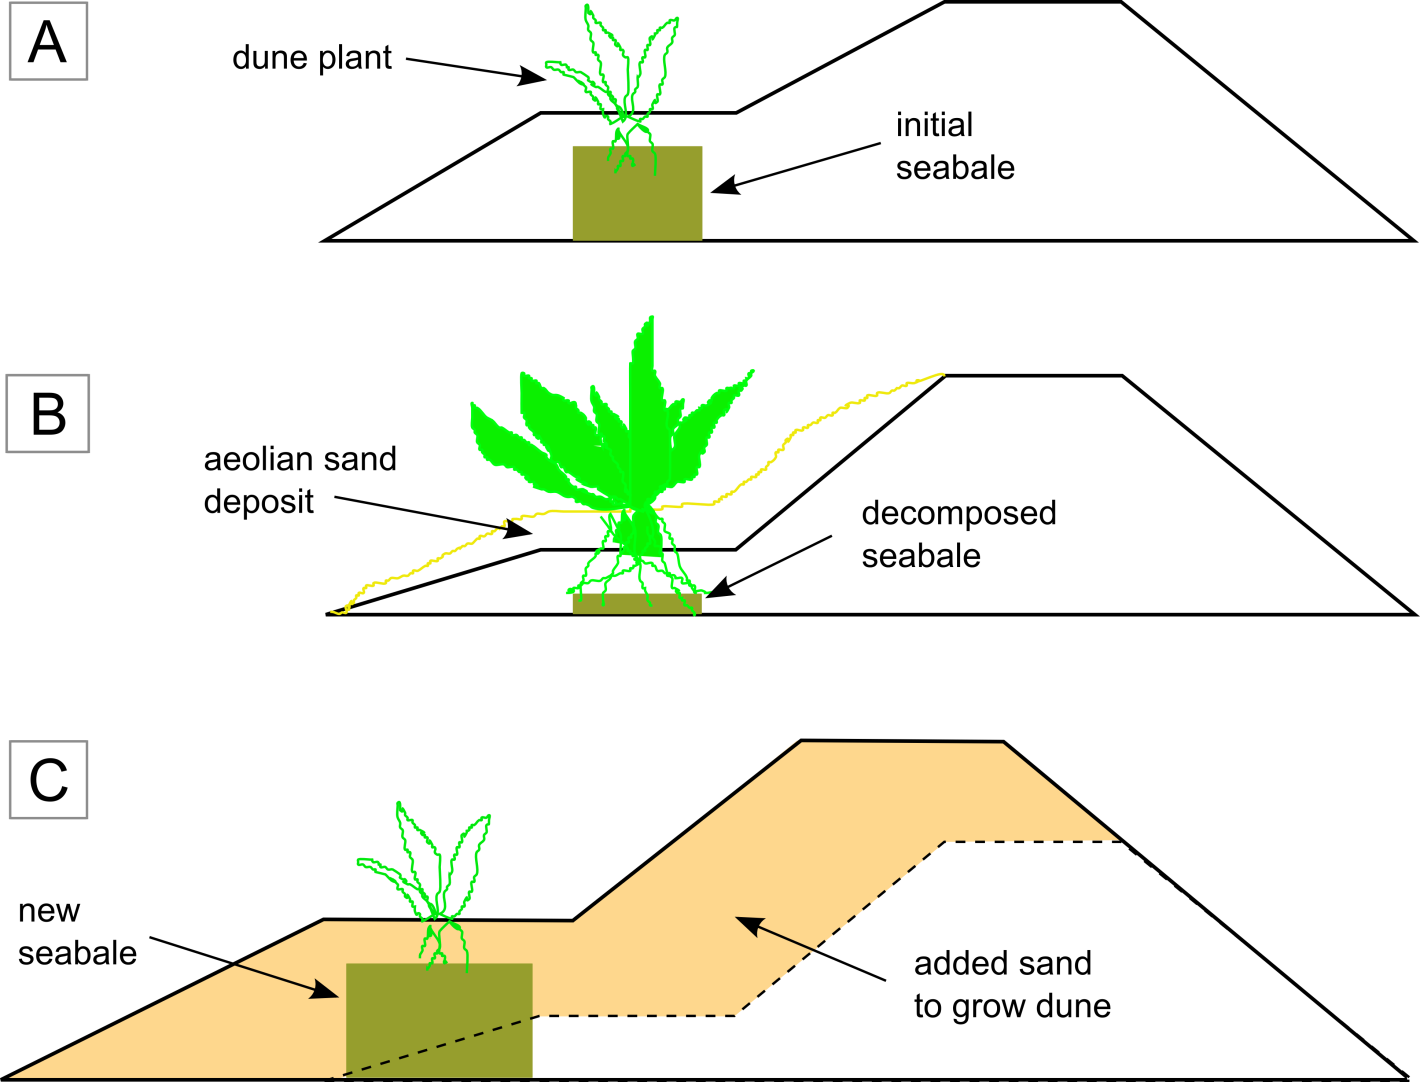 A
dune plant
initial
seabale
B
aeolian sand
deposit
decomposed
seabale
C
new
seabale
added sand
to grow dune